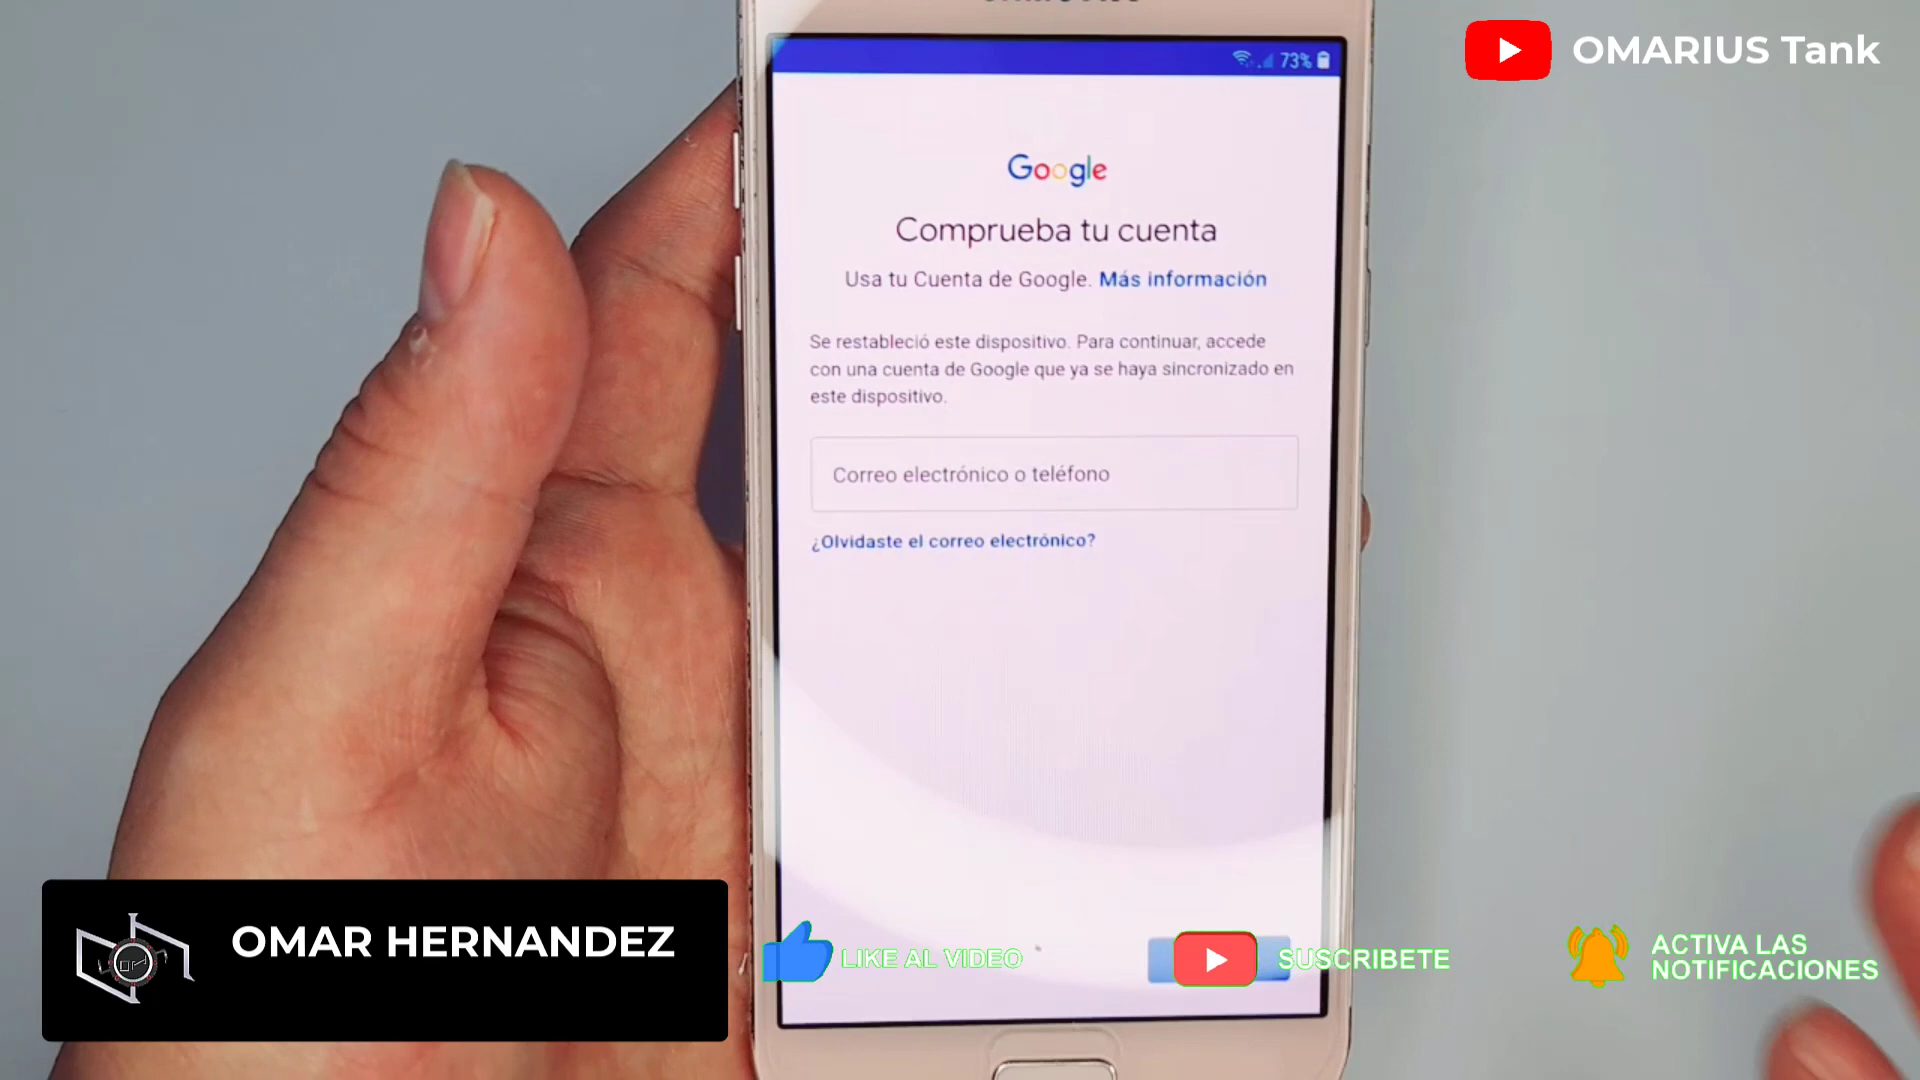 OMARIUS Tank
73%
Google
Comprueba tu cuenta
Usa tu Cuenta de Google. Más información
Se restableció este dispositivo. Para continuar, accede
con una cuenta de Google que ya se haya sincronizado en
este dispositivo.
Correo electrónico o teléfono
¿Olvidaste el correo electrónico?
OMAR HERNANDEZ
LIKE AL VIDEO
SUSCRIBETE
ACTIVA LAS
NOTIFICACIONES